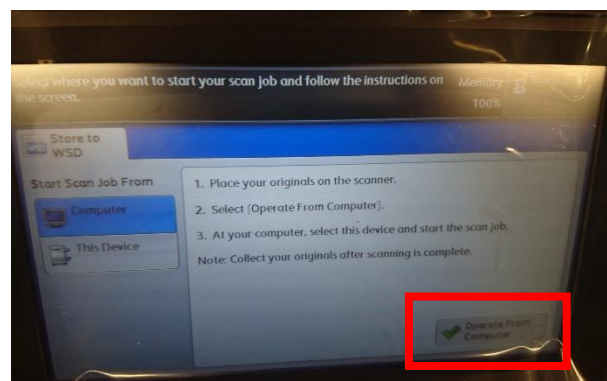 Select where you want to start your scan job and follow the instructions on
the screen.
Memory
100%
Store to
WSD
Start Scan Job From
Computer
This Device
1. Place your originals on the scanner.
2. Select [Operate From Computer].
3. At your computer, select this device and start the scan job.
Note: Collect your originals after scanning is complete.
Operate From
Computer